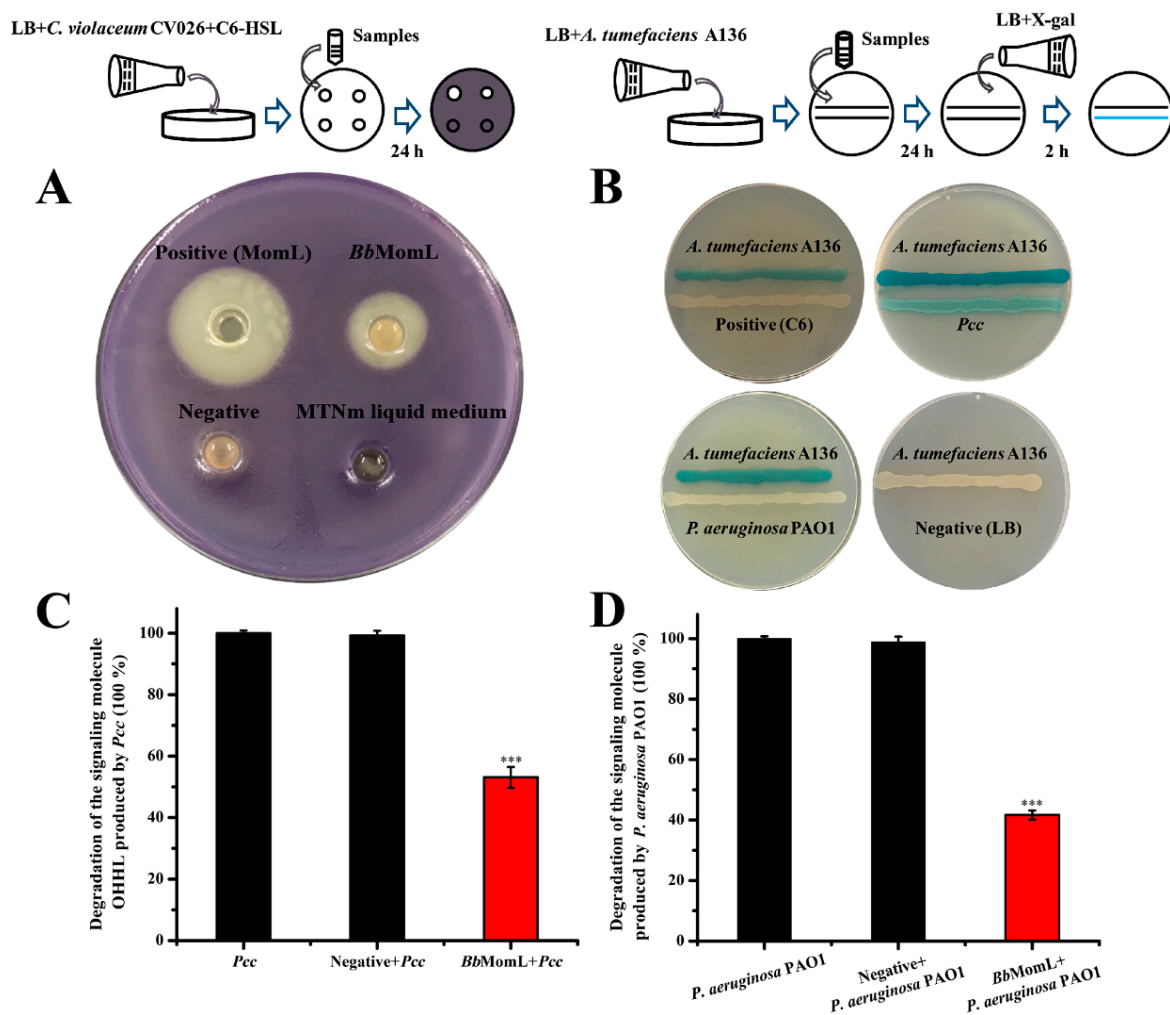 LB+C. violaceum CV026+C6-HSL
Samples
24 h
LB+A. tumefaciens A136
Samples
LB+X-gal
24 h
2 h
A
Positive (MomL)
BbMomL
Negative
MTNm liquid medium
B
A. tumefaciens A136
Positive (C6)
A. tumefaciens A136
Pcc
A. tumefaciens A136
P. aeruginosa PAO1
A. tumefaciens A136
Negative (LB)
C
Degradation of the signaling molecule
OHHL produced by Pcc (100 %)
100
80
60
40
20
0
***
Pcc
Negative+Pcc
BbMomL+Pcc
D
Degradation of the signaling molecule
produced by P. aeruginosa PAO1 (100 %)
100
80
60
40
20
0
***
P. aeruginosa PAO1
Negative+
P. aeruginosa PAO1
BbMomL+
P. aeruginosa PAO1